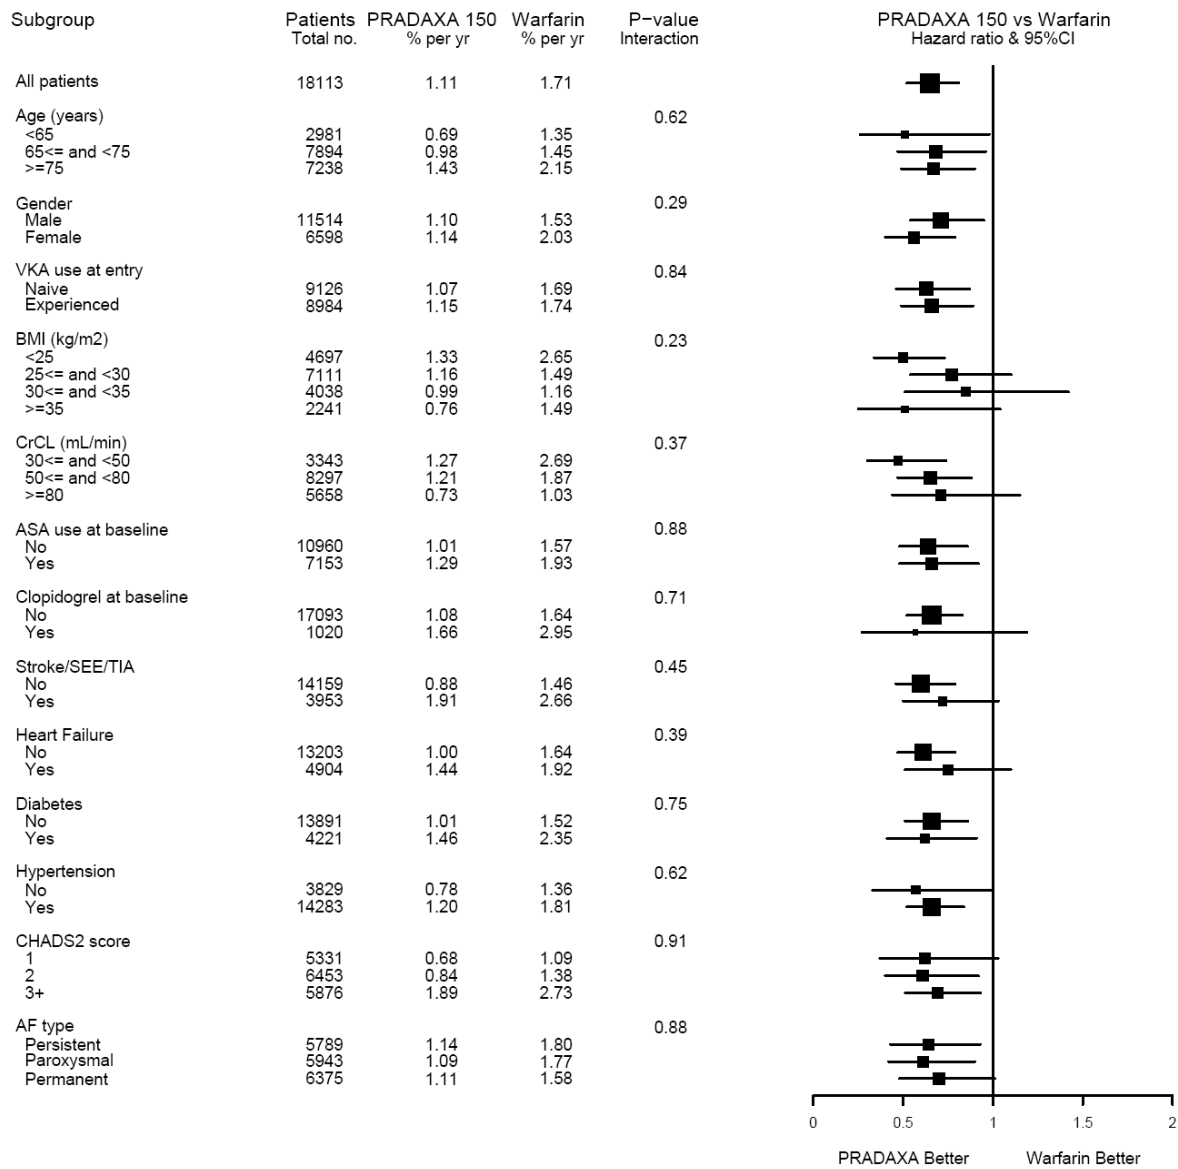 Subgroup Patients PRADAXA 150 Warfarin P−value PRADAXA 150 vs Warfarin
Total no. % per yr % per yr Interaction Hazard ratio & 95%CI
All patients 18113 1.11 1.71
Age (years) 0.62
<65 2981 0.69 1.35
65<= and <75 7894 0.98 1.45
>=75 7238 1.43 2.15
Gender 0.29
Male 11514 1.10 1.53
Female 6598 1.14 2.03
VKA use at entry 0.84
Naive 9126 1.07 1.69
Experienced 8984 1.15 1.74
BMI (kg/m2) 0.23
<25 4697 1.33 2.65
25<= and <30 7111 1.16 1.49
30<= and <35 4038 0.99 1.16
>=35 2241 0.76 1.49
CrCL (mL/min) 0.37
30<= and <50 3343 1.27 2.69
50<= and <80 8297 1.21 1.87
>=80 5658 0.73 1.03
ASA use at baseline 0.88
No 10960 1.01 1.57
Yes 7153 1.29 1.93
Clopidogrel at baseline 0.71
No 17093 1.08 1.64
Yes 1020 1.66 2.95
Stroke/SEE/TIA 0.45
No 14159 0.88 1.46
Yes 3953 1.91 2.66
Heart Failure 0.39
No 13203 1.00 1.64
Yes 4904 1.44 1.92
Diabetes 0.75
No 13891 1.01 1.52
Yes 4221 1.46 2.35
Hypertension 0.62
No 3829 0.78 1.36
Yes 14283 1.20 1.81
CHADS2 score 0.91
1 5331 0.68 1.09
2 6453 0.84 1.38
3+ 5876 1.89 2.73
AF type 0.88
Persistent 5789 1.14 1.80
Paroxysmal 5943 1.09 1.77
Permanent 6375 1.11 1.58
0 0.5 1 2
PRADAXA Better Warfarin Better